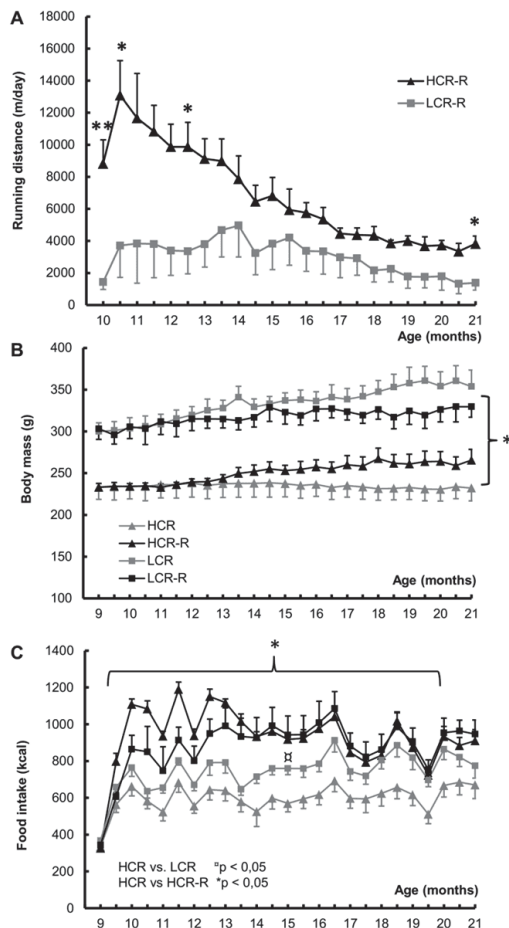 A
18000
16000
14000
12000
10000
8000
6000
4000
2000
0
Running distance (m/day)
**
*
*
*
HCR-R
LCR-R
10 11 12 13 14 15 16 17 18 19 20 21
Age (months)
B
400
350
300
250
200
150
100
Body mass (g)
*
HCR
HCR-R
LCR
LCR-R
Age (months)
9 10 11 12 13 14 15 16 17 18 19 20 21
C
1400
1200
1000
800
600
400
200
0
Food intake (kcal)
*
¤
HCR vs. LCR ¤p < 0,05
HCR vs HCR-R *p < 0,05
Age (months)
9 10 11 12 13 14 15 16 17 18 19 20 21